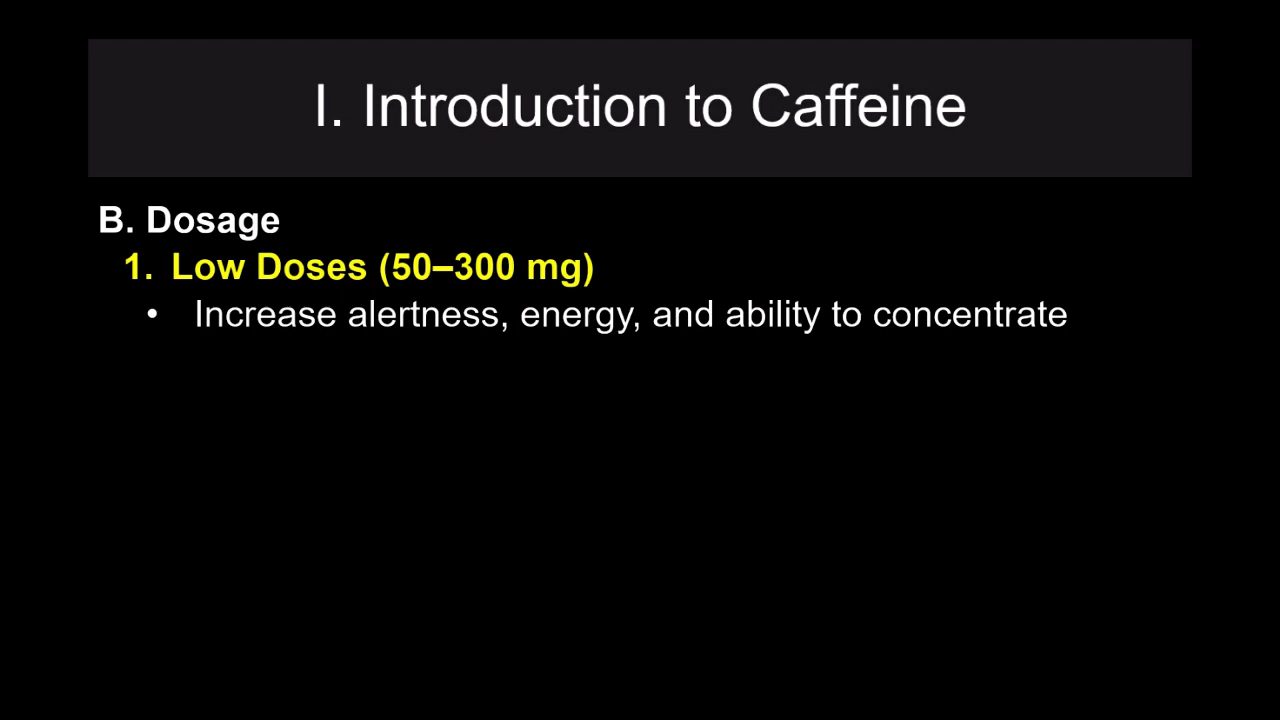 I. Introduction to Caffeine
B. Dosage
1. Low Doses (50–300 mg)
• Increase alertness, energy, and ability to concentrate